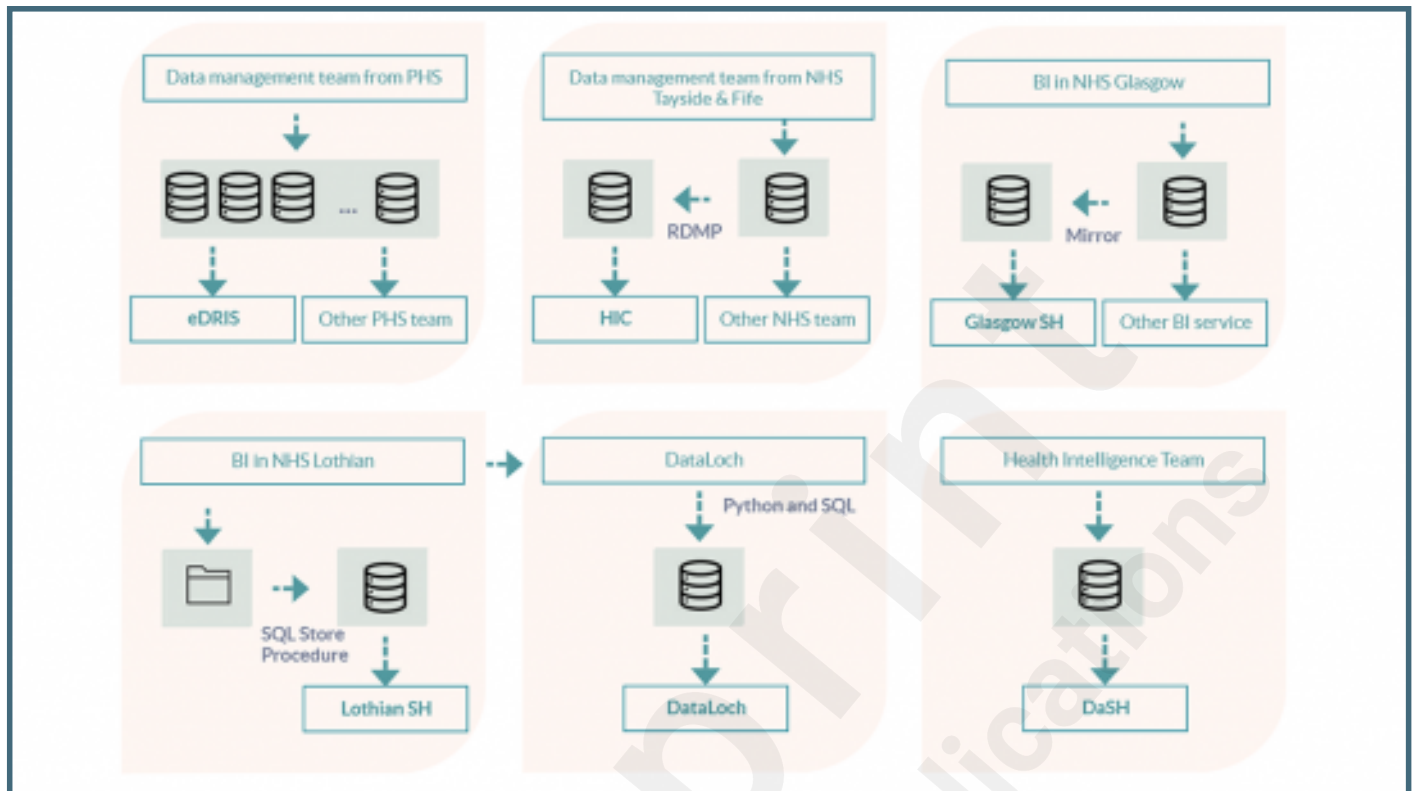 Data management team from PHS
...
eDRIS
Other PHS team
Data management team from NHS
Tayside & Fife
RDMP
HIC
Other NHS team
BI in NHS Glasgow
Mirror
Glasgow SH
Other BI service
BI in NHS Lothian
SQL Store
Procedure
Lothian SH
DataLoch
Python and SQL
DataLoch
Health Intelligence Team
DaSH
print
lications